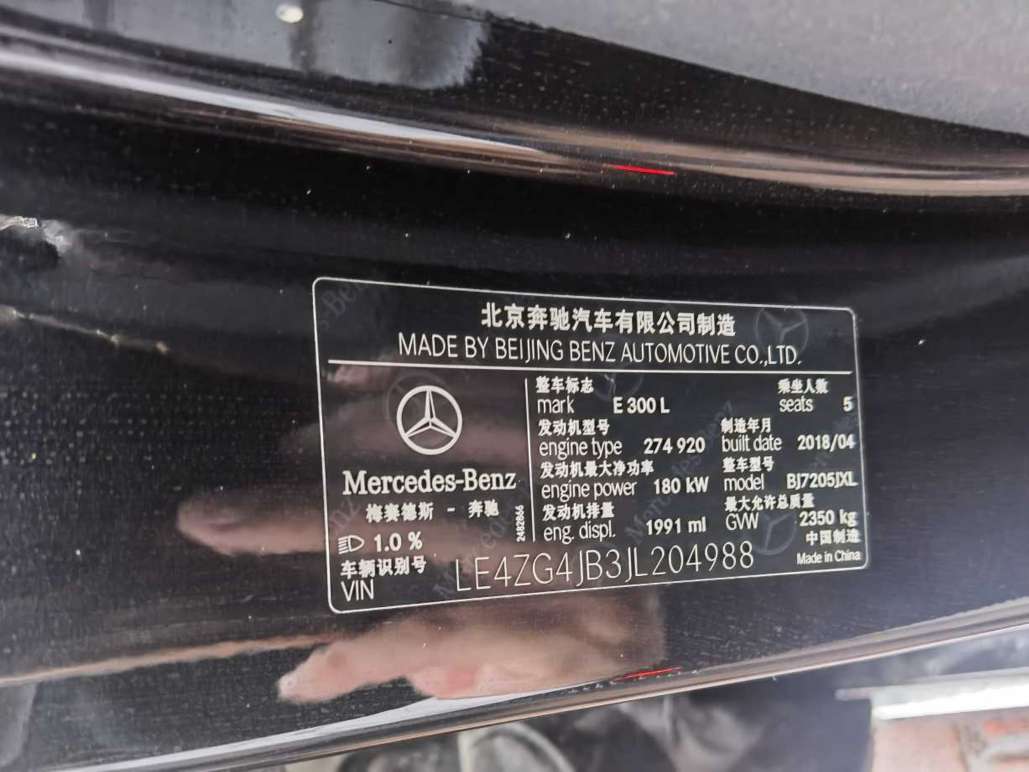 北京奔驰汽车有限公司制造
MADE BY BEIJING BENZ AUTOMOTIVE CO.,LTD.
Mercedes-Benz
梅赛德斯 - 奔驰
1.0 %
2482866
整车标志
mark E 300 L
乘坐人数
seats 5
发动机型号
engine type 274 920
制造年月
built date 2018/04
发动机最大净功率
engine power 180 kW
整车型号
model BJ7205JXL
发动机排量
eng. displ. 1991 ml
最大允许总质量
GVW 2350 kg
中国制造
Made in China
车辆识别号
VIN LE4ZG4JB3JL204988